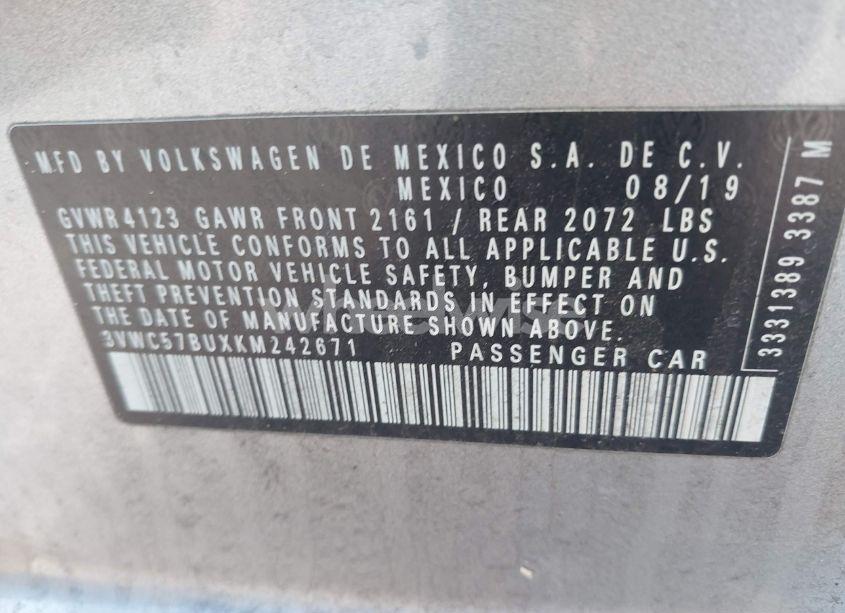 MFD BY VOLKSWAGEN DE MEXICO S.A. DE C.V.
MEXICO 08/19
GVWR 4123 GAWR FRONT 2161 / REAR 2072 LBS
THIS VEHICLE CONFORMS TO ALL APPLICABLE U.S.
FEDERAL MOTOR VEHICLE SAFETY, BUMPER AND
THEFT PREVENTION STANDARDS IN EFFECT ON
THE DATE OF MANUFACTURE SHOWN ABOVE.
3VWC57BUXKM242671 PASSENGER CAR
3331389 3387 M